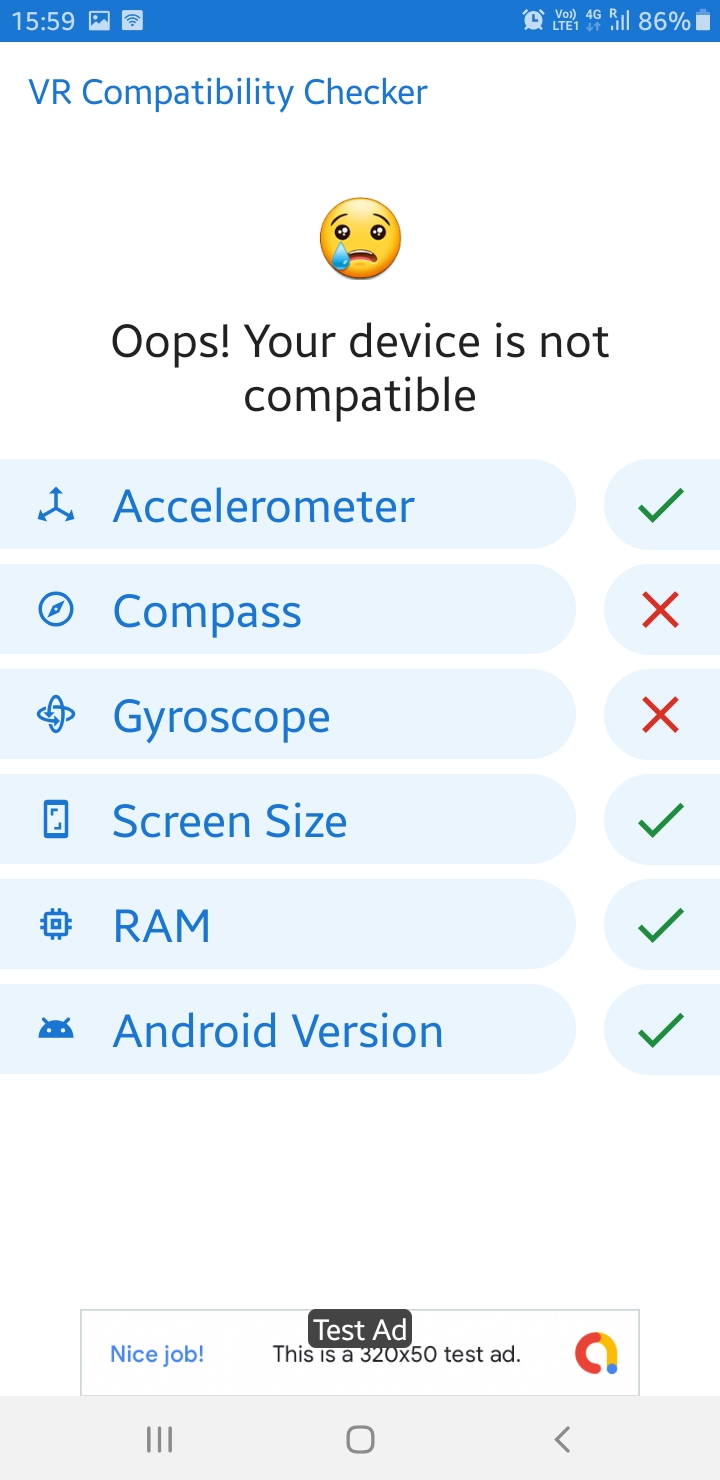 15:59 Vo)) LTE1 4G R 86%
VR Compatibility Checker
Oops! Your device is not
compatible
Accelerometer
Compass
Gyroscope
Screen Size
RAM
Android Version
Test Ad
Nice job! This is a 320x50 test ad.